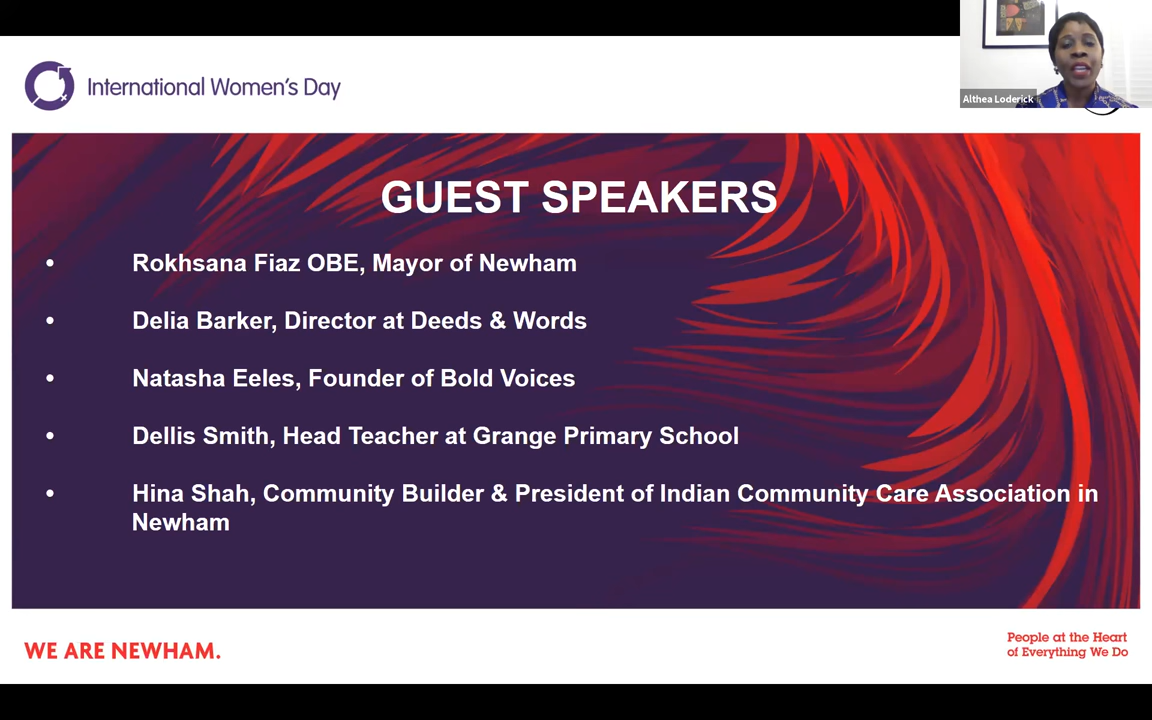 International Women's Day
Althea Loderick
GUEST SPEAKERS
• Rokhsana Fiaz OBE, Mayor of Newham
• Delia Barker, Director at Deeds & Words
• Natasha Eeles, Founder of Bold Voices
• Dellis Smith, Head Teacher at Grange Primary School
• Hina Shah, Community Builder & President of Indian Community Care Association in
Newham
WE ARE NEWHAM.
People at the Heart
of Everything We Do